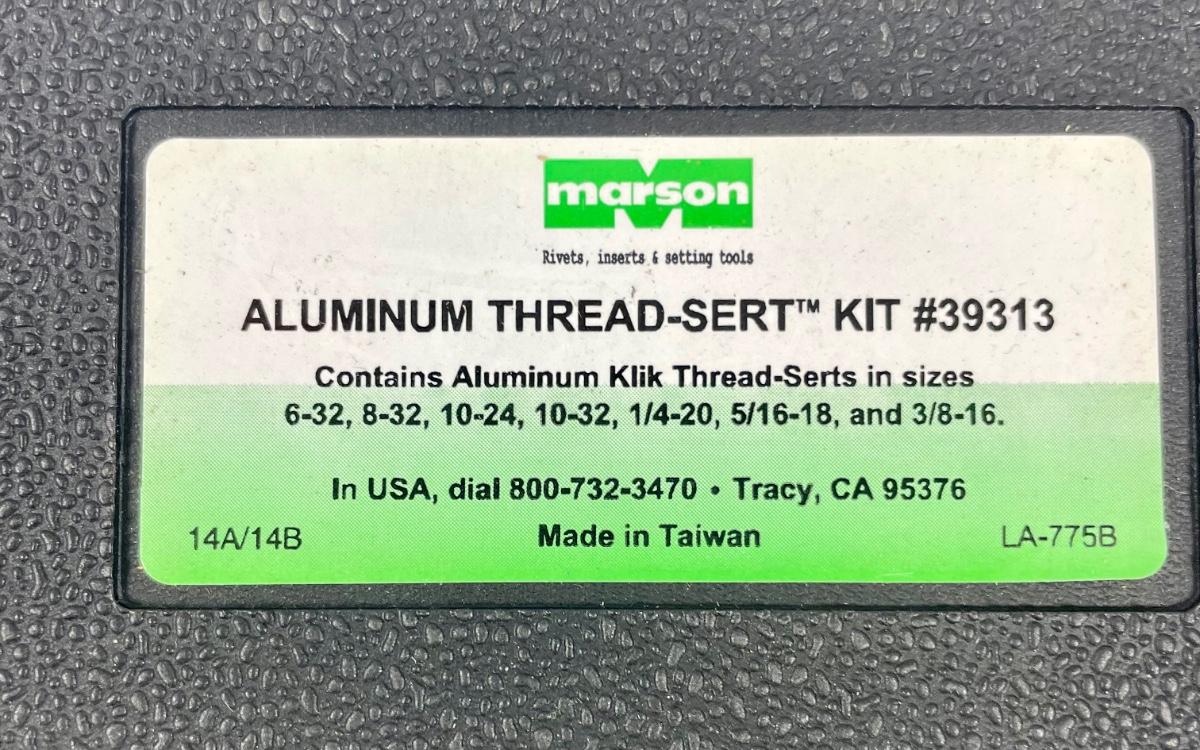 marson
Rivets, inserts & setting tools
ALUMINUM THREAD-SERT™ KIT #39313
Contains Aluminum Klik Thread-Serts in sizes
6-32, 8-32, 10-24, 10-32, 1/4-20, 5/16-18, and 3/8-16.
In USA, dial 800-732-3470 • Tracy, CA 95376
14A/14B Made in Taiwan LA-775B